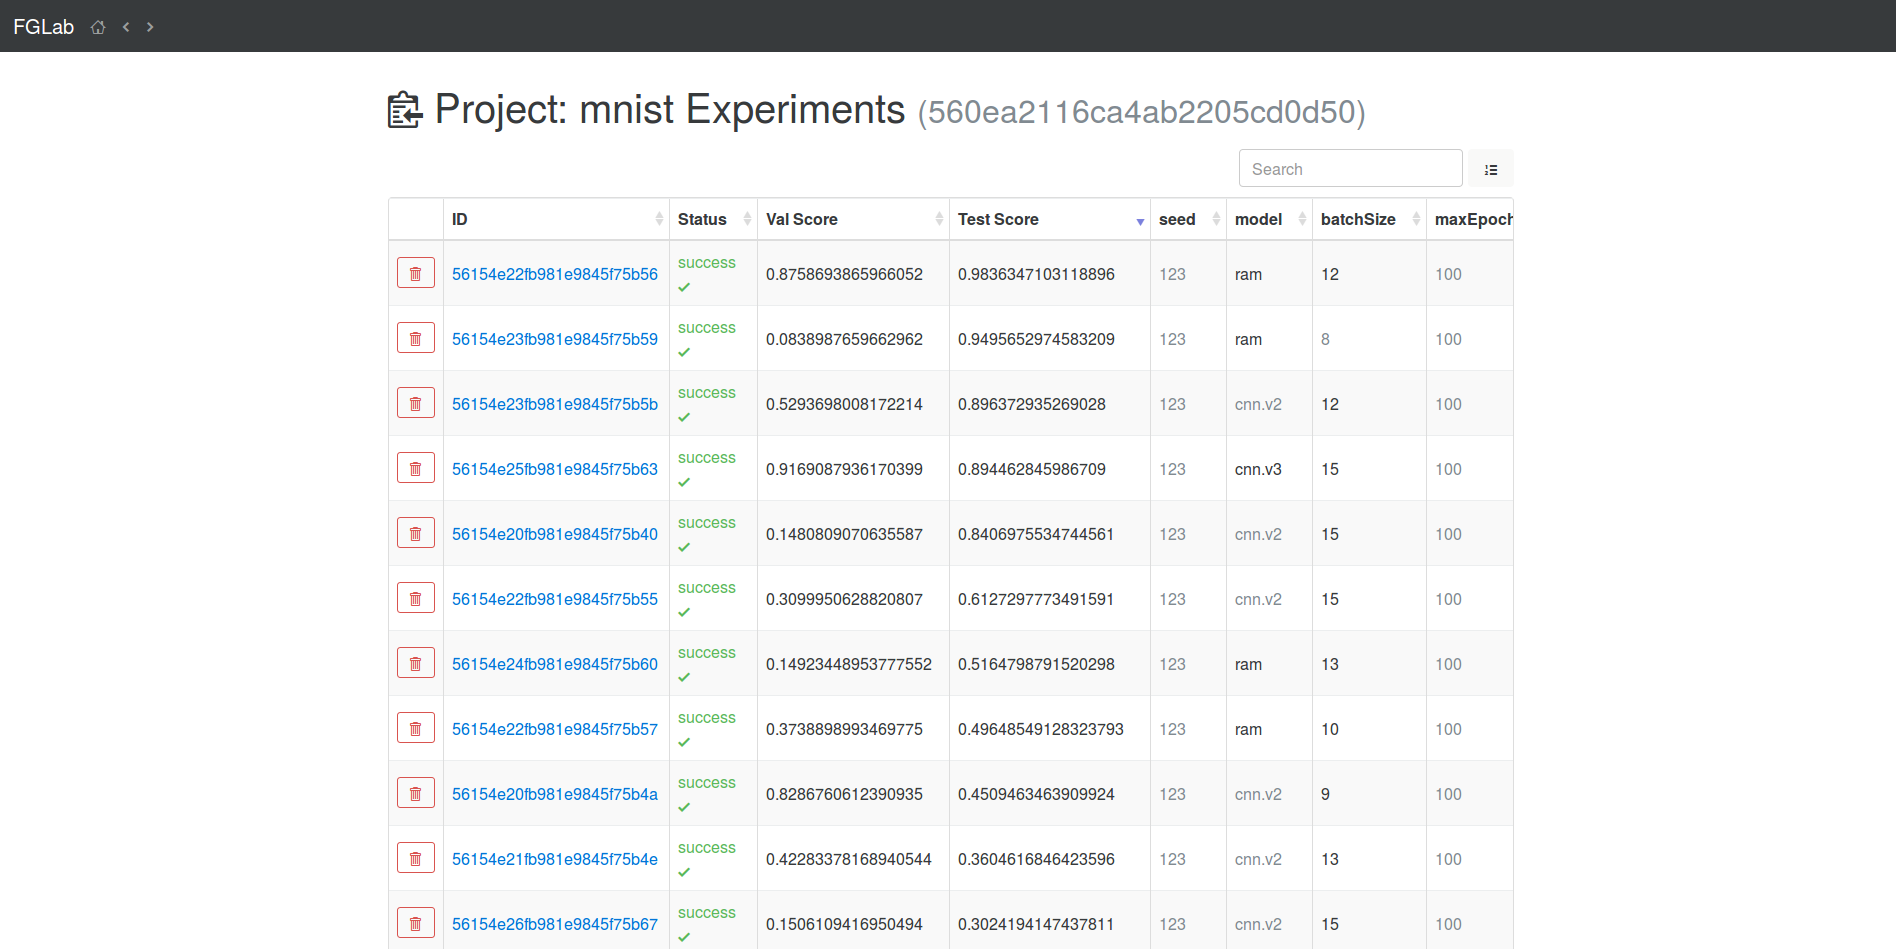 FGLab
Project: mnist Experiments (560ea2116ca4ab2205cd0d50)
Search
ID Status Val Score Test Score seed model batchSize maxEpoch
56154e22fb981e9845f75b56 success 0.8758693865966052 0.9836347103118896 123 ram 12 100
56154e23fb981e9845f75b59 success 0.0838987659662962 0.9495652974583209 123 ram 8 100
56154e23fb981e9845f75b5b success 0.5293698008172214 0.896372935269028 123 cnn.v2 12 100
56154e25fb981e9845f75b63 success 0.9169087936170399 0.894462845986709 123 cnn.v3 15 100
56154e20fb981e9845f75b40 success 0.1480809070635587 0.8406975534744561 123 cnn.v2 15 100
56154e22fb981e9845f75b55 success 0.3099950628820807 0.6127297773491591 123 cnn.v2 15 100
56154e24fb981e9845f75b60 success 0.14923448953777552 0.5164798791520298 123 ram 13 100
56154e22fb981e9845f75b57 success 0.3738898993469775 0.49648549128323793 123 ram 10 100
56154e20fb981e9845f75b4a success 0.8286760612390935 0.4509463463909924 123 cnn.v2 9 100
56154e21fb981e9845f75b4e success 0.42283378168940544 0.3604616846423596 123 cnn.v2 13 100
56154e26fb981e9845f75b67 success 0.1506109416950494 0.3024194147437811 123 cnn.v2 15 100